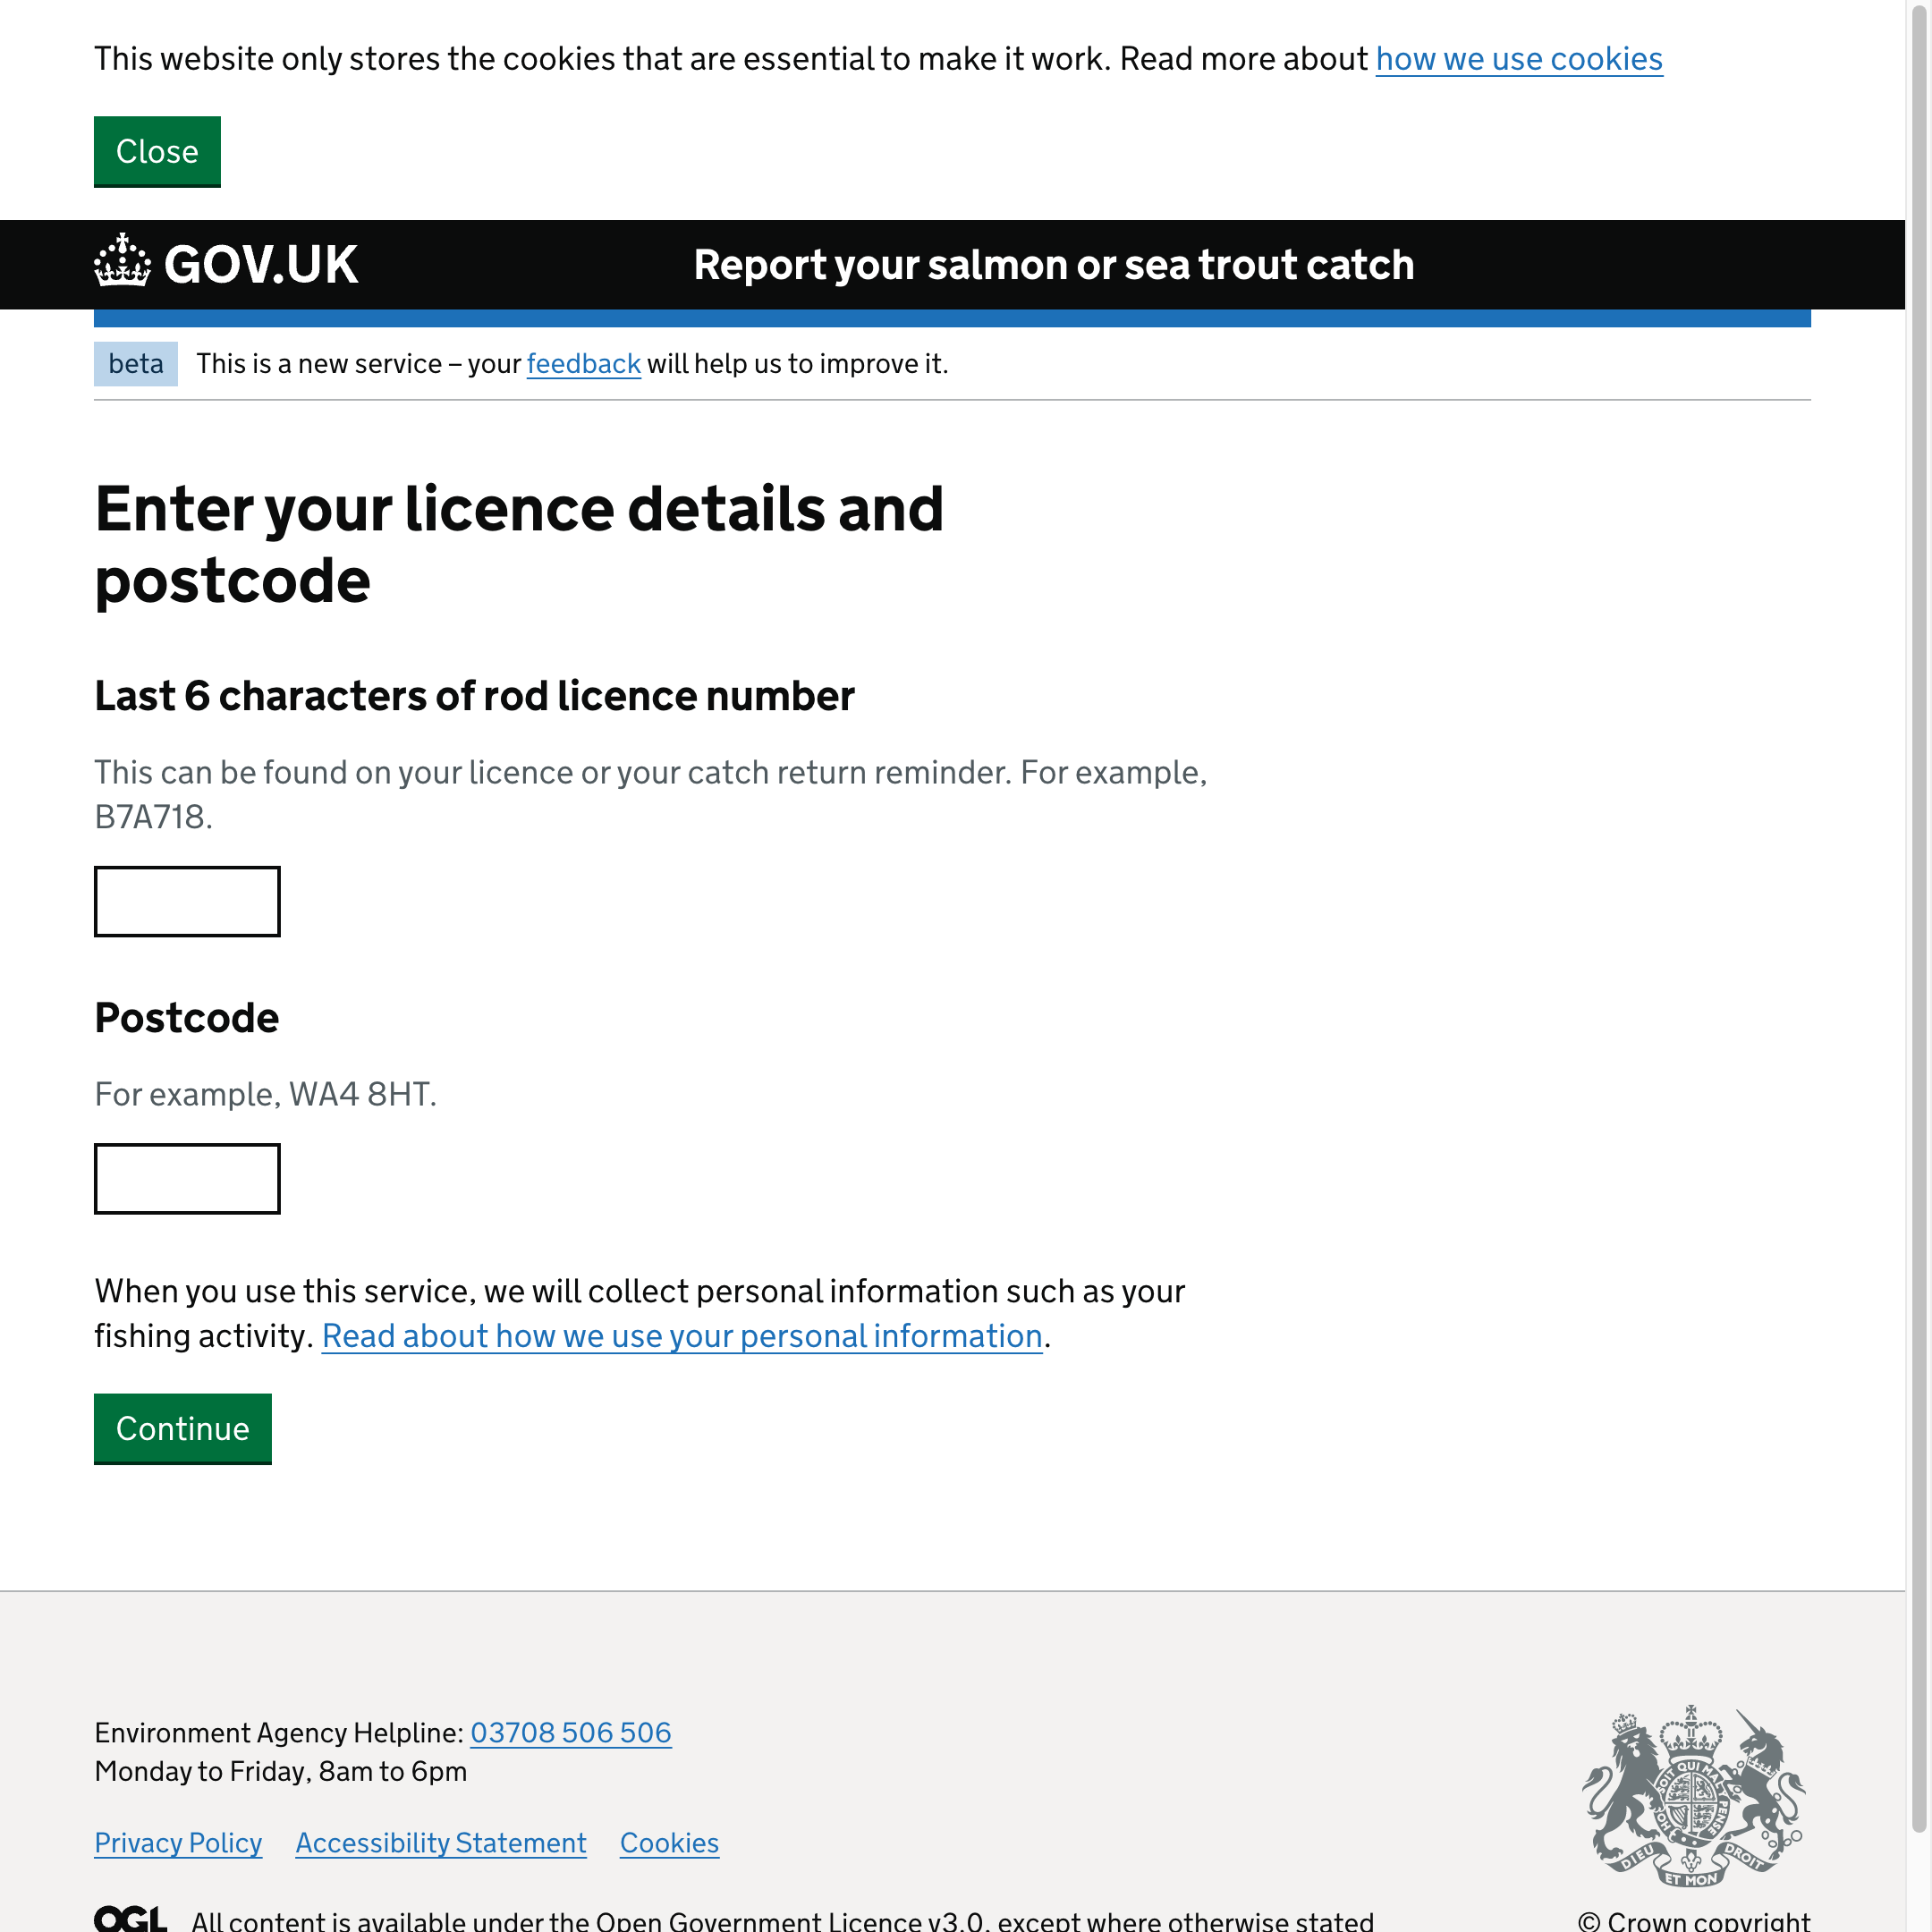 This website only stores the cookies that are essential to make it work. Read more about how we use cookies
Close
GOV.UK
Report your salmon or sea trout catch
beta
This is a new service – your feedback will help us to improve it.
Enter your licence details and
postcode
Last 6 characters of rod licence number
This can be found on your licence or your catch return reminder. For example,
B7A718.
Postcode
For example, WA4 8HT.
When you use this service, we will collect personal information such as your
fishing activity. Read about how we use your personal information.
Continue
Environment Agency Helpline: 03708 506 506
Monday to Friday, 8am to 6pm
Privacy Policy
Accessibility Statement
Cookies
SOIT QUI MAL Y PENSE
DIEU ET MON DROIT
OGL
All content is available under the Open Government Licence v3.0, except where otherwise stated
© Crown copyright